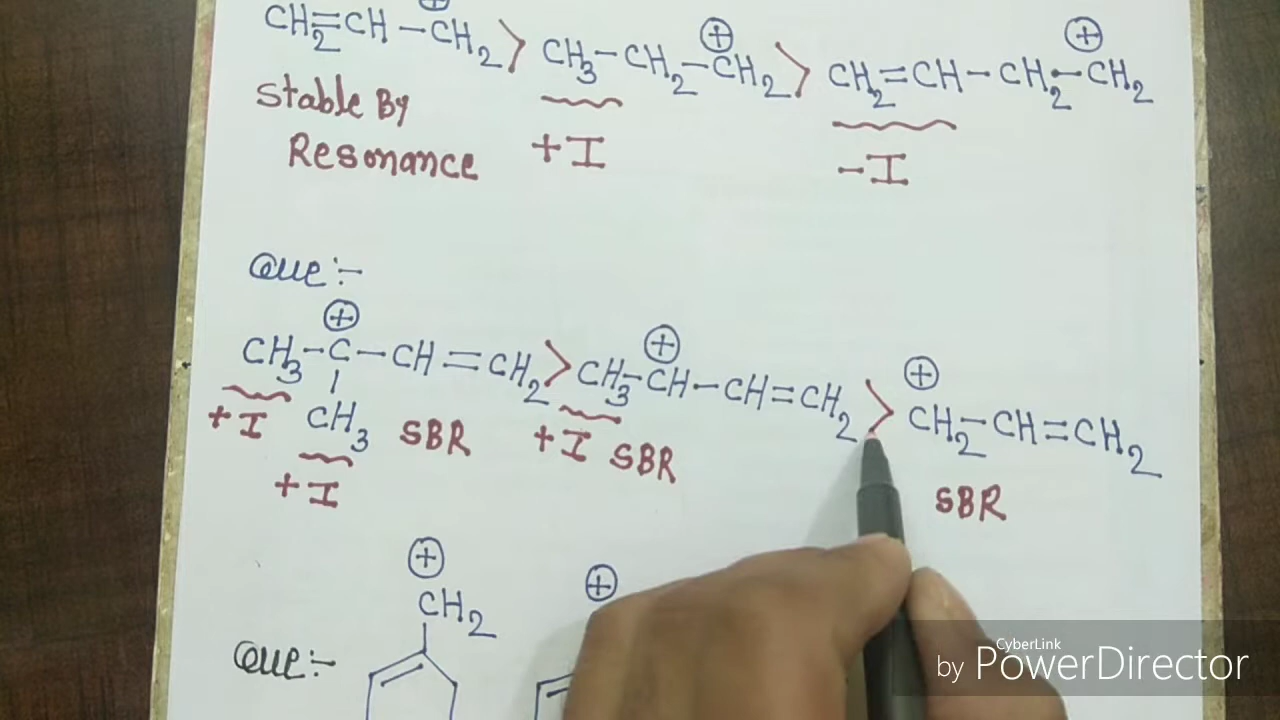 CH₂=CH-CH₂⊕ > CH₃-CH₂-CH₂⊕ > CH₂=CH-CH₂-CH₂⊕
Stable By
Resonance
+I
-I
Que:-
CH₃-C⊕-CH=CH₂ > CH₃-CH⊕-CH=CH₂ > CH₂⊕-CH=CH₂
+I CH₃ SBR +I SBR SBR
+I
⊕ ⊕
CH₂
Que:-
CyberLink
by PowerDirector